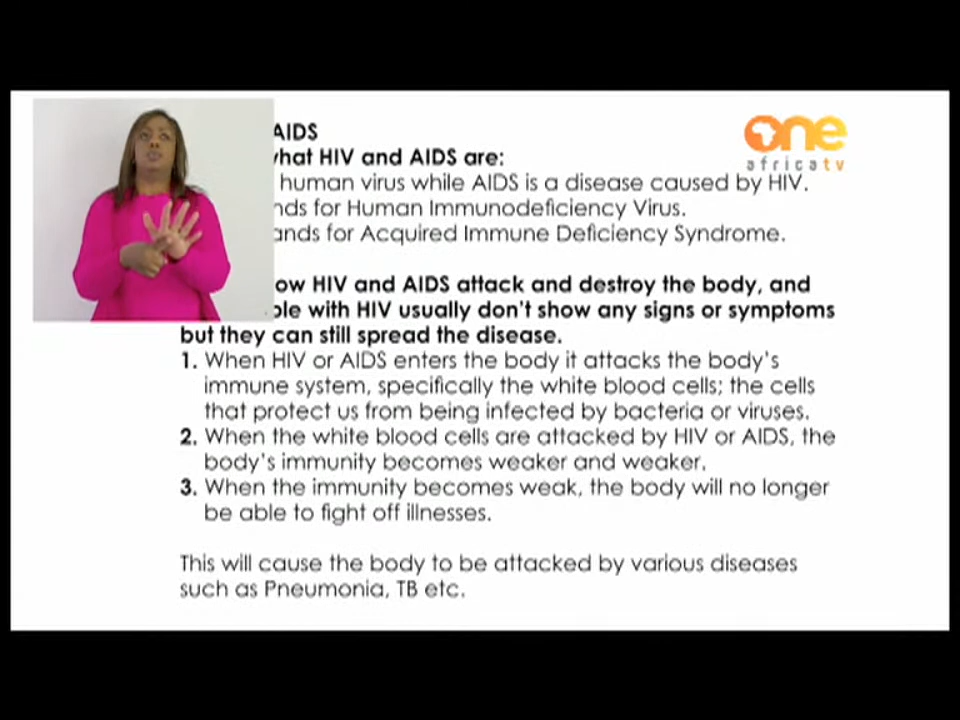 AIDS
one
africatv
what HIV and AIDS are:
human virus while AIDS is a disease caused by HIV.
nds for Human Immunodeficiency Virus.
ands for Acquired Immune Deficiency Syndrome.
ow HIV and AIDS attack and destroy the body, and
ple with HIV usually don't show any signs or symptoms
but they can still spread the disease.
1. When HIV or AIDS enters the body it attacks the body's
immune system, specifically the white blood cells; the cells
that protect us from being infected by bacteria or viruses.
2. When the white blood cells are attacked by HIV or AIDS, the
body's immunity becomes weaker and weaker.
3. When the immunity becomes weak, the body will no longer
be able to fight off illnesses.
This will cause the body to be attacked by various diseases
such as Pneumonia, TB etc.